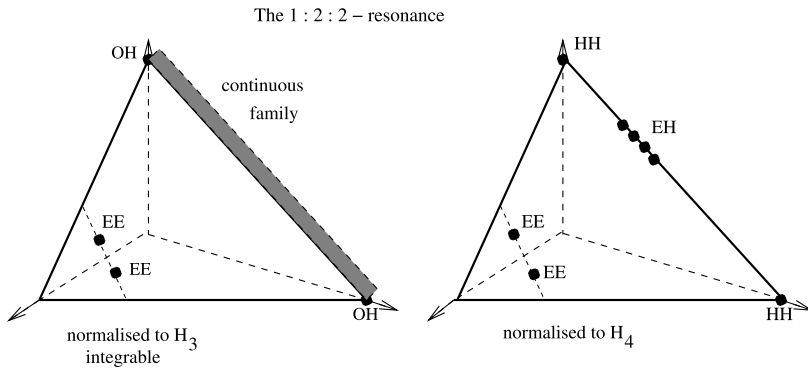 The 1 : 2 : 2 – resonance
OH
continuous
family
EE
EE
OH
normalised to H3
integrable
HH
EH
EE
EE
HH
normalised to H4